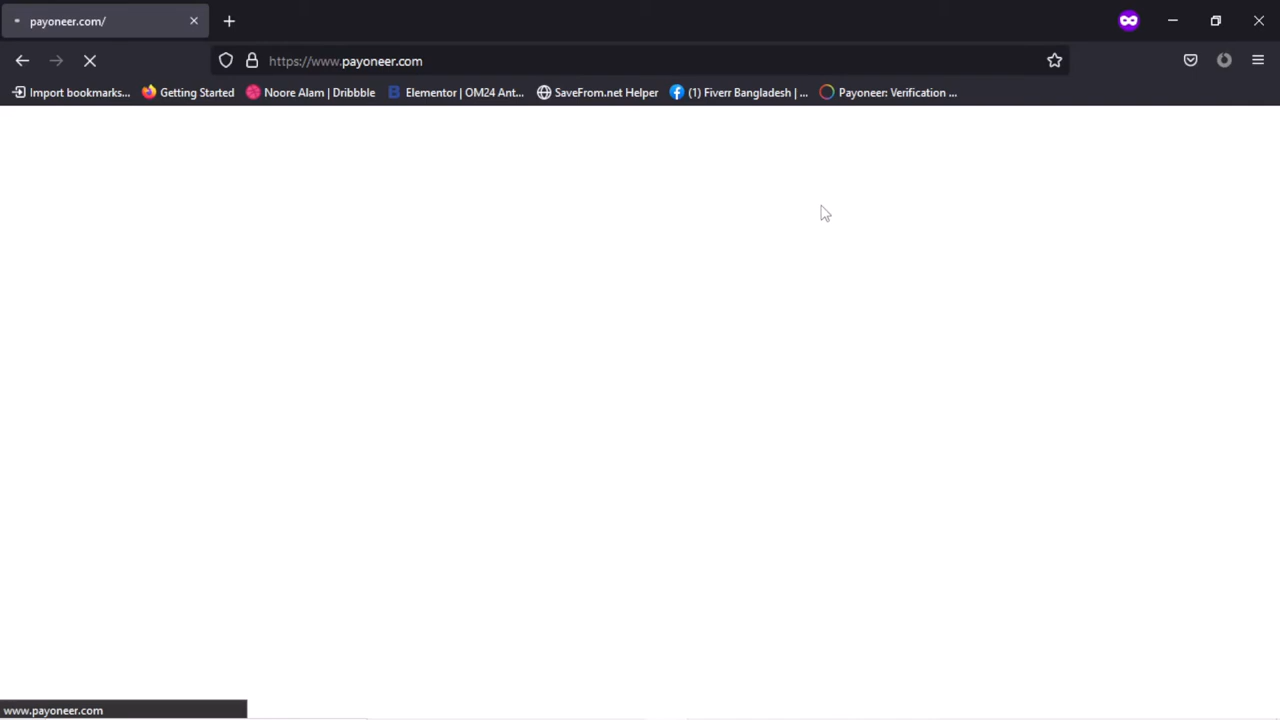 payoneer.com/
https://www.payoneer.com
Import bookmarks... Getting Started Noore Alam | Dribbble Elementor | OM24 Ant... SaveFrom.net Helper (1) Fiverr Bangladesh | ... Payoneer: Verification ...
www.payoneer.com